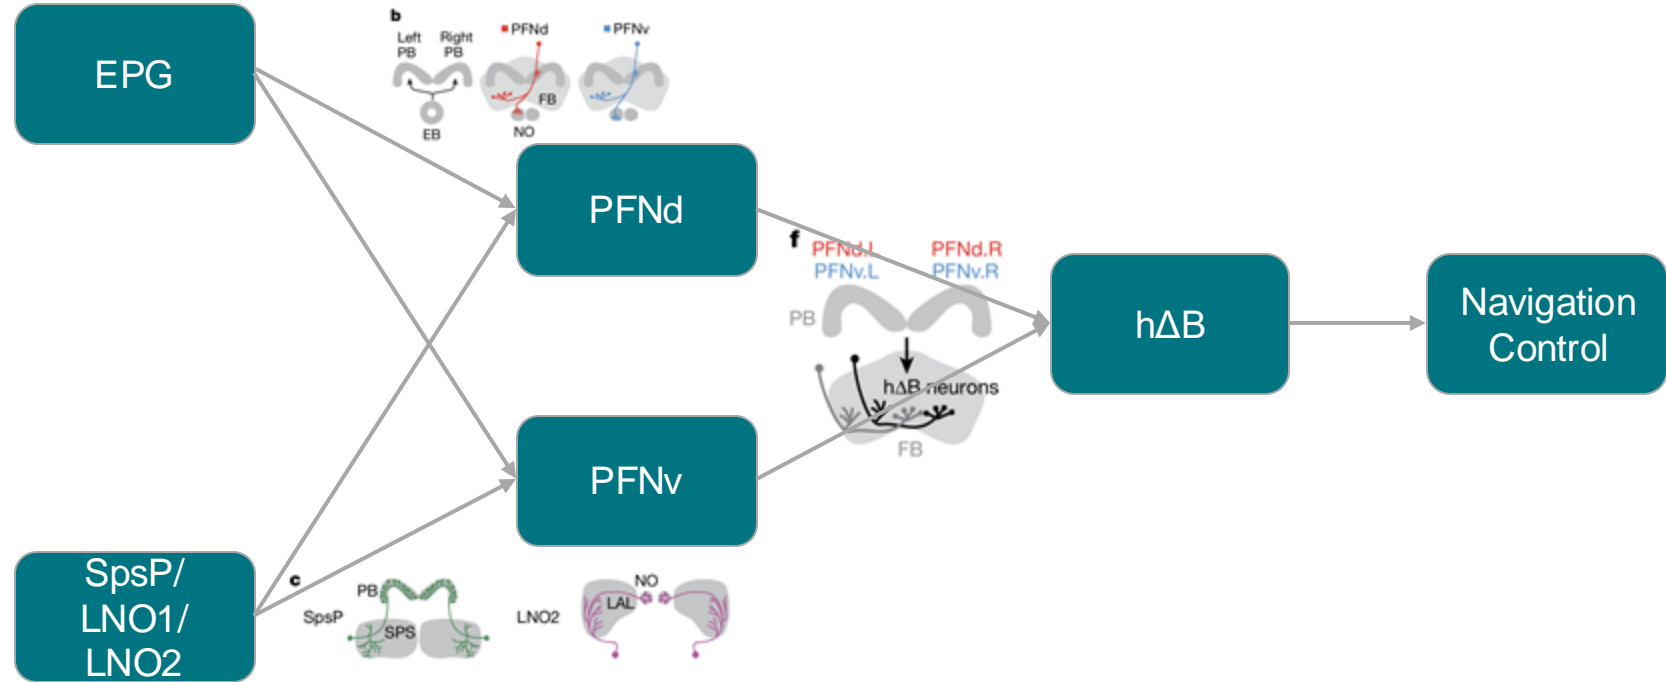 EPG
b
Left
PB
Right
PB
PFNd
PFNv
FB
EB
NO
PFNd
f
PFNd.L
PFNd.R
PFNv.L
PFNv.R
PB
hΔB neurons
FB
hΔB
Navigation
Control
PFNv
SpsP/
LNO1/
LNO2
c
PB
SpsP
SPS
LNO2
NO
LAL